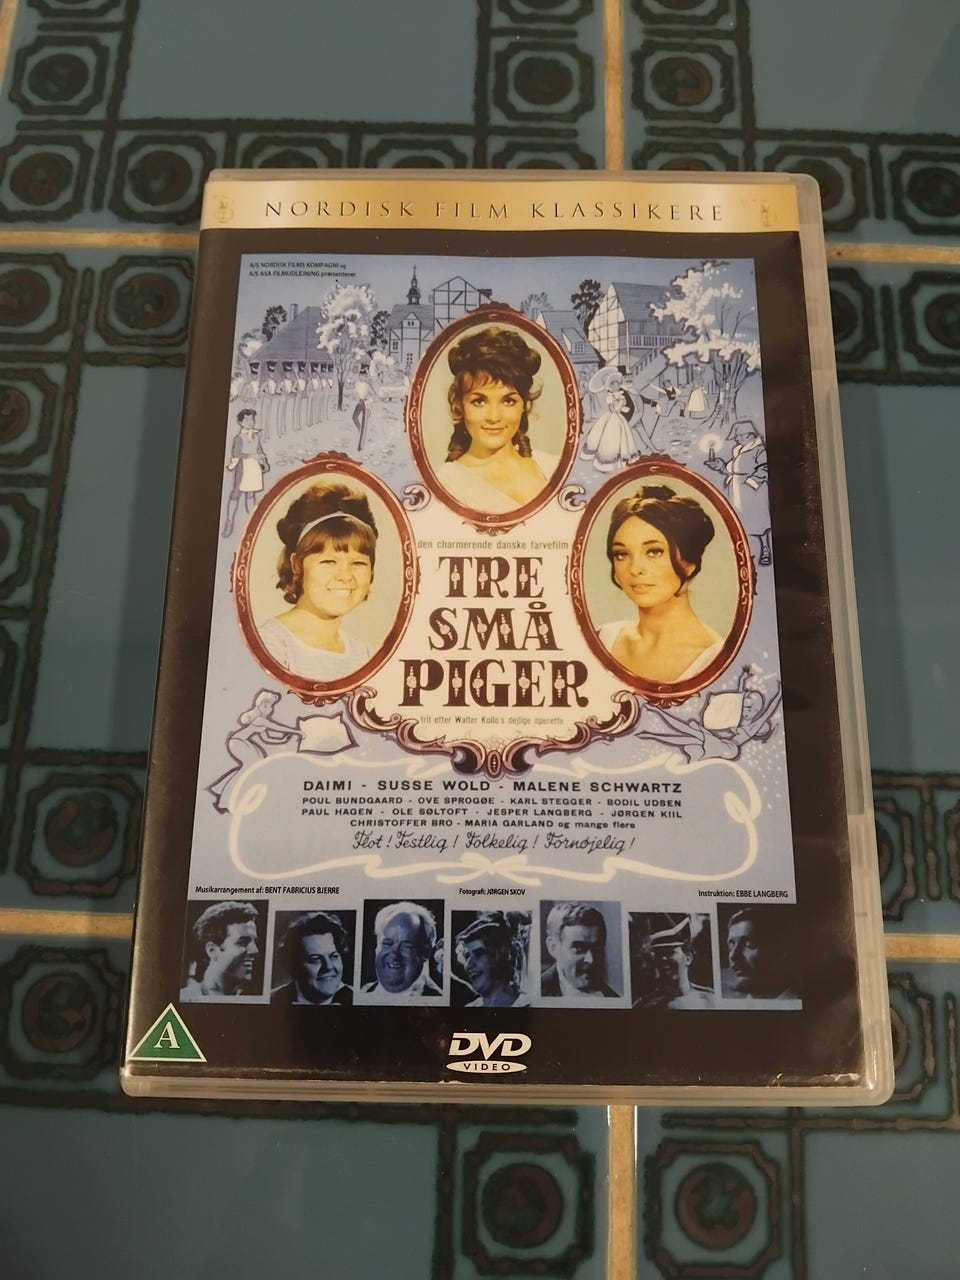 NORDISK FILM KLASSIKERE
A/S NORDISK FILMS KOMPAGNI og
A/S ASA FILMUDLEJNING præsenterer
den charmerende danske farvefilm
TRE
SMÅ
PIGER
frit efter Walter Kollo's dejlige operette
DAIMI - SUSSE WOLD - MALENE SCHWARTZ
POUL BUNDGAARD - OVE SPROGØE - KARL STEGGER - BODIL UDSEN
PAUL HAGEN - OLE SØLTOFT - JESPER LANGBERG - JØRGEN KIIL
CHRISTOFFER BRO - MARIA GARLAND og mange flere
Flot! Festlig! Folkelig! Fornøjelig!
Musikarrangement af: BENT FABRICIUS BJERRE
Fotograf: JØRGEN SKOV
Instruktion: EBBE LANGBERG
A
DVD
VIDEO